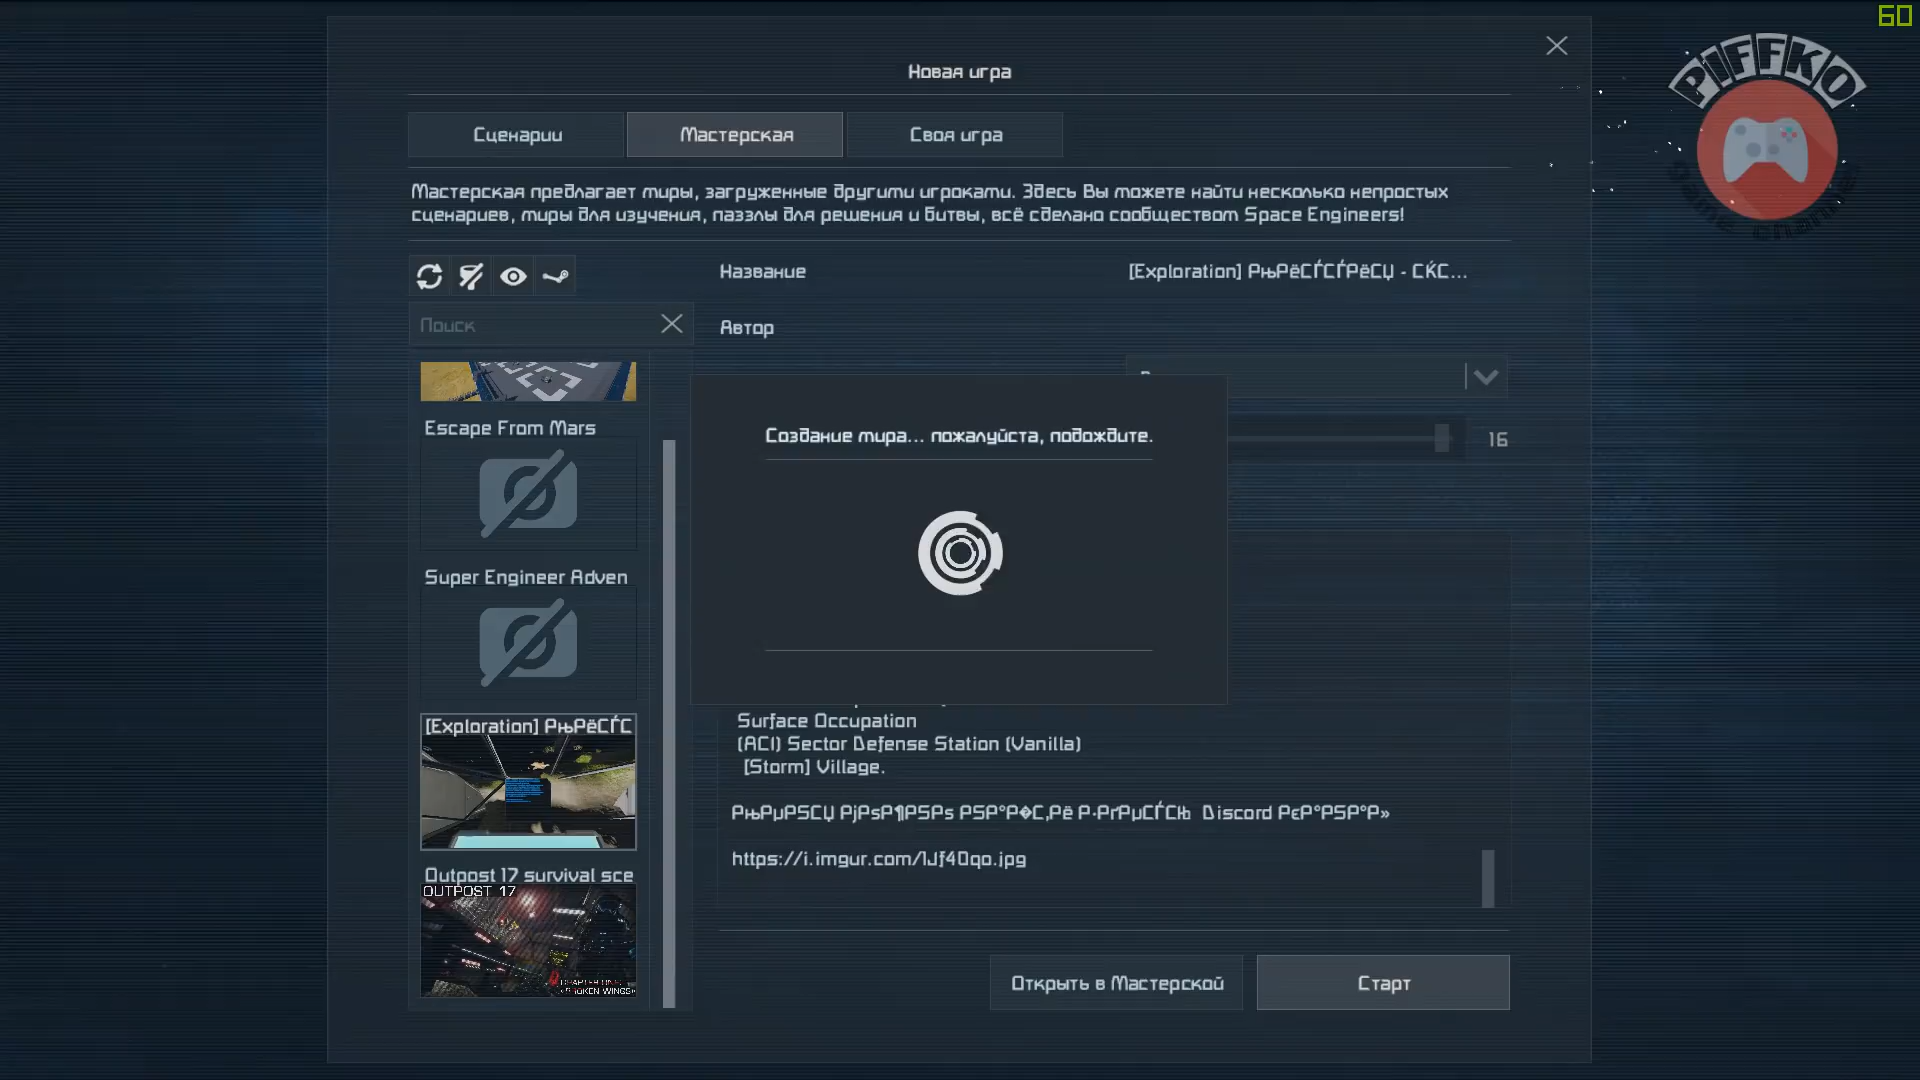 60
PIFFKO
game channel
Новая игра
Сценарии
Мастерская
Своя игра
Мастерская предлагает миры, загруженные другими игроками. Здесь Вы можете найти несколько непростых
сценариев, миры для изучения, паззлы для решения и битвы, всё сделано сообществом Space Engineers!
Название
[Exploration] РњРёСЃСЃРёСЏ - СЌС...
Поиск
Автор
Создание мира... пожалуйста, подождите.
16
Escape From Mars
Super Engineer Adven
[Exploration] РњРёСЃС
Outpost 17 survival sce
OUTPOST 17
Surface Occupation
(ACI) Sector Defense Station (Vanilla)
[Storm] Village.
РњРµРЅСЏ РјРѕР¶РЅРѕ РЅР°Р�С‚Рё Р·РґРµСЃСЊ Discord РєР°РЅР°Р»
https://i.imgur.com/1Jf40qo.jpg
Открыть в Мастерской
Старт